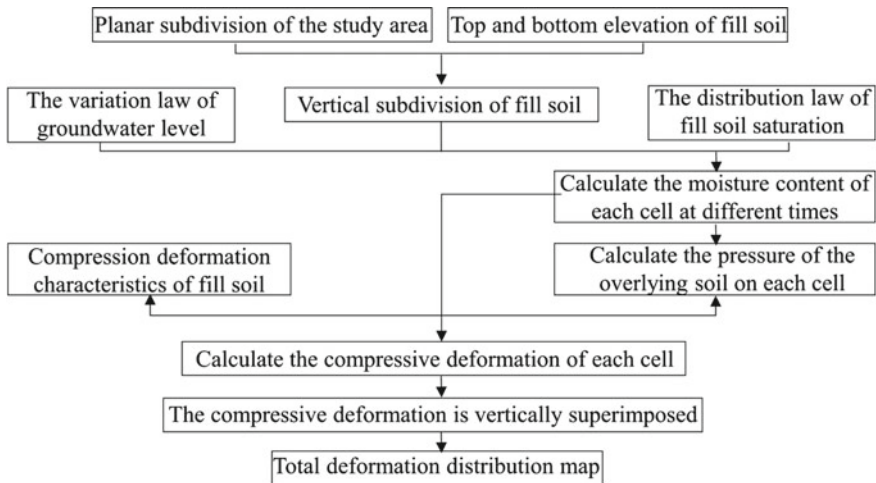 Planar subdivision of the study area
Top and bottom elevation of fill soil
The variation law of
groundwater level
Vertical subdivision of fill soil
The distribution law of
fill soil saturation
Calculate the moisture content of
each cell at different times
Compression deformation
characteristics of fill soil
Calculate the pressure of the
overlying soil on each cell
Calculate the compressive deformation of each cell
The compressive deformation is vertically superimposed
Total deformation distribution map